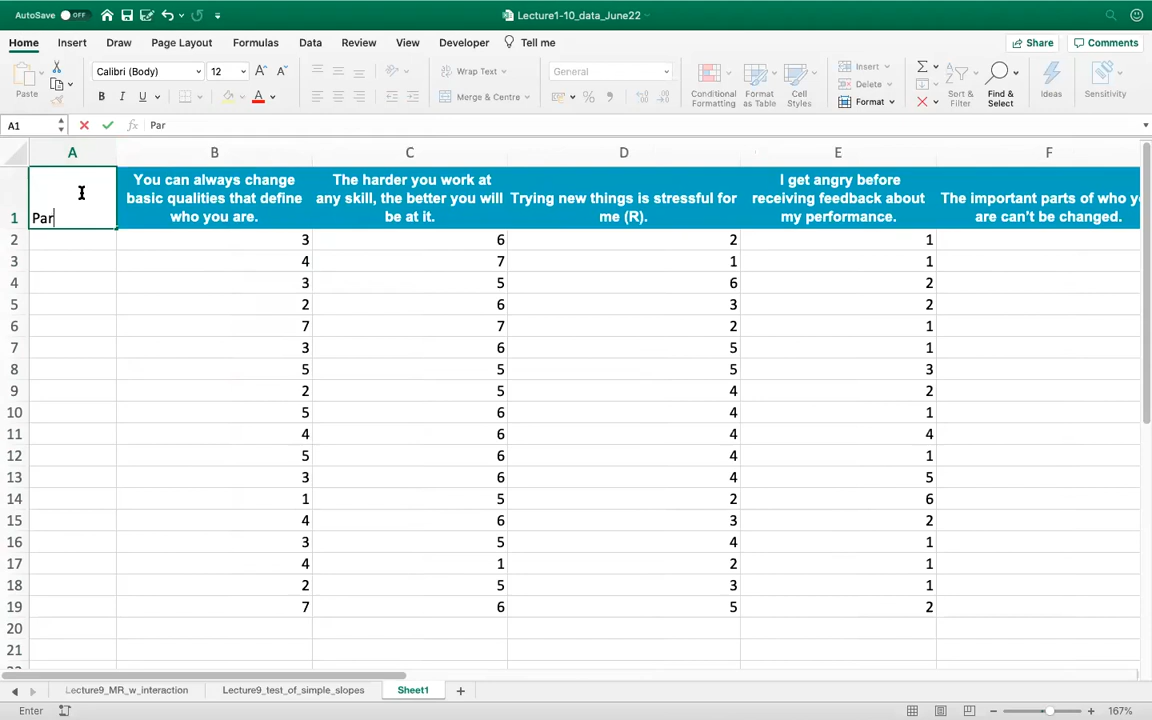 AutoSave OFF
Lecture1-10_data_June22
Home Insert Draw Page Layout Formulas Data Review View Developer Tell me Share Comments
Paste
Calibri (Body) 12
Wrap Text
Merge & Centre
General
Conditional Formatting
Format as Table
Cell Styles
Insert
Delete
Format
Sort & Filter
Find & Select
Ideas
Sensitivity
A1 fx Par
A B C D E F
1 Par
You can always change
basic qualities that define
who you are.
The harder you work at
any skill, the better you will
be at it.
Trying new things is stressful for
me (R).
I get angry before
receiving feedback about
my performance.
The important parts of who y
are can’t be changed.
2 3 6 2 1
3 4 7 1 1
4 3 5 6 2
5 2 6 3 2
6 7 7 2 1
7 3 6 5 1
8 5 5 5 3
9 2 5 4 2
10 5 6 4 1
11 4 6 4 4
12 5 6 4 1
13 3 6 4 5
14 1 5 2 6
15 4 6 3 2
16 3 5 4 1
17 4 1 2 1
18 2 5 3 1
19 7 6 5 2
20
21
Lecture9_MR_w_interaction Lecture9_test_of_simple_slopes Sheet1
Enter 167%